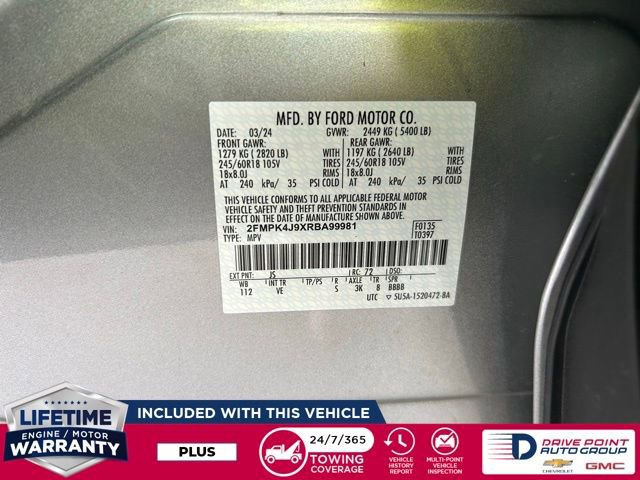 MFD. BY FORD MOTOR CO.
DATE: 03/24 GVWR: 2449 KG ( 5400 LB)
FRONT GAWR: REAR GAWR:
1279 KG ( 2820 LB) WITH 1197 KG ( 2640 LB) WITH
245/60R18 105V TIRES 245/60R18 105V TIRES
18x8.0J RIMS 18x8.0J RIMS
AT 240 kPa/ 35 PSI COLD AT 240 kPa/ 35 PSI COLD
THIS VEHICLE CONFORMS TO ALL APPLICABLE FEDERAL MOTOR
VEHICLE SAFETY AND THEFT PREVENTION STANDARDS IN EFFECT
ON THE DATE OF MANUFACTURE SHOWN ABOVE.
VIN: 2FMPK4J9XRBA99981 F0135
TYPE: MPV T0397
EXT PNT: JS RC: 72 DSO:
WB INT TR TP/PS R AXLE TR SPR
112 VE S 3K 8 BBBB
UTC ▽ 5U5A-1520472-BA
LIFETIME
ENGINE / MOTOR
WARRANTY
INCLUDED WITH THIS VEHICLE
PLUS
24/7/365
TOWING
COVERAGE
VEHICLE
HISTORY
REPORT
MULTI-POINT
VEHICLE
INSPECTION
DRIVE POINT
AUTO GROUP
CHEVROLET GMC